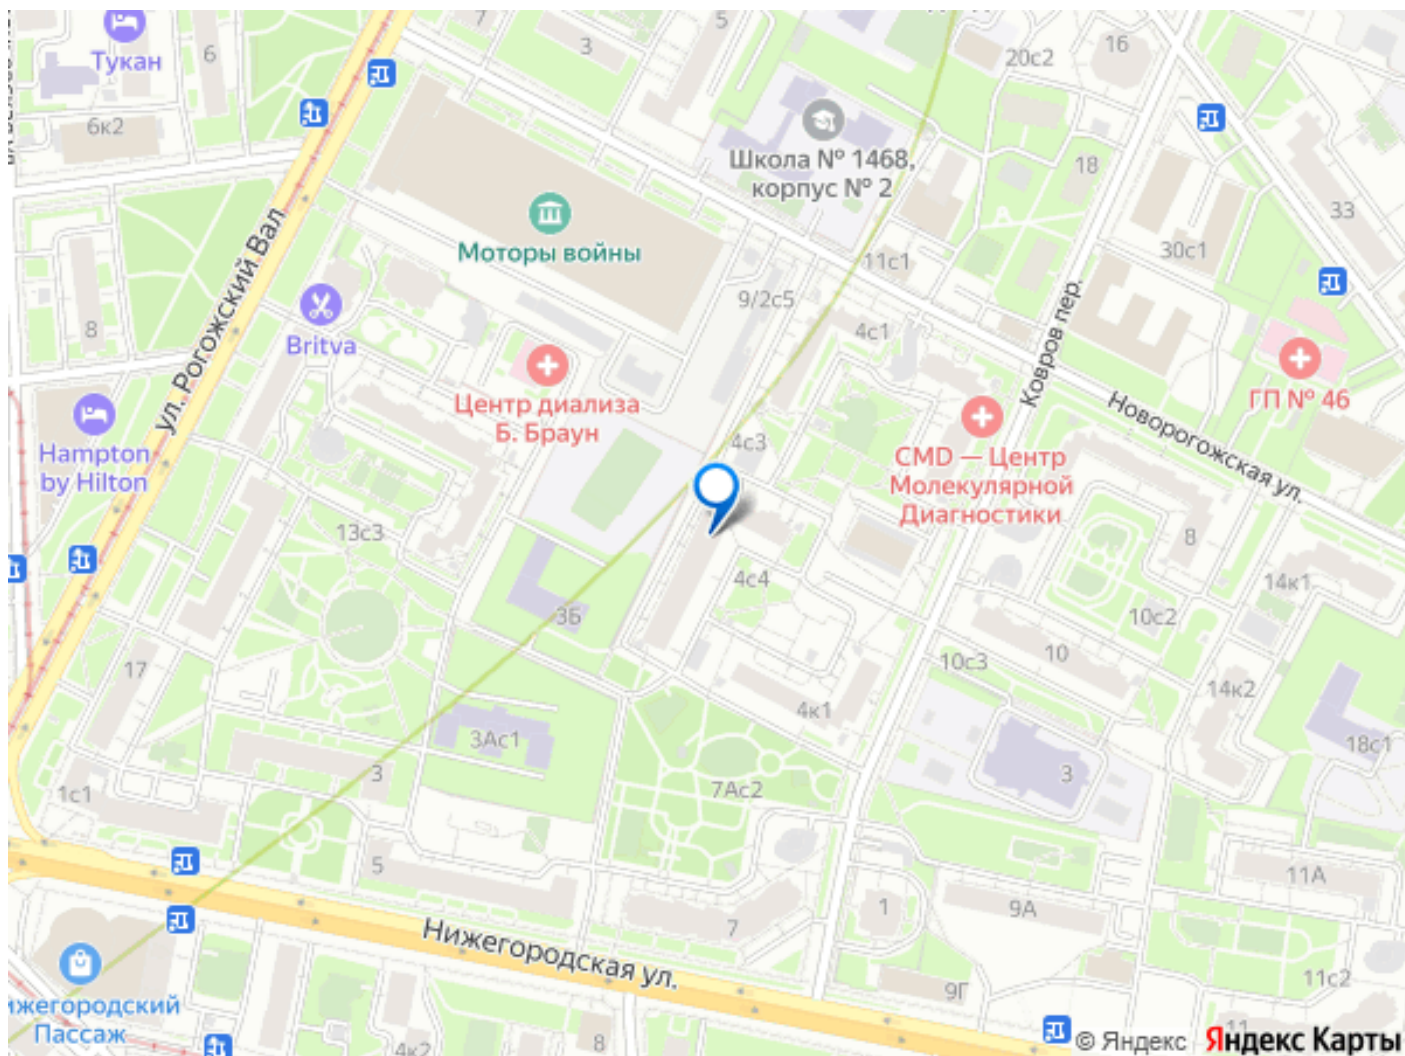 Тукан
6
6к2
7
3
5
20с2
16
Школа № 1468,
корпус № 2
18
33
30с1
Моторы войны
11с1
9/2с5
4с1
ул. Рогожский Вал
Britva
8
Ковров пер.
ГП № 46
Hampton
by Hilton
Центр диализа
Б. Браун
4с3
CMD — Центр
Молекулярной
Диагностики
Новорогожская ул.
13с3
8
4с4
14к1
3Б
10с2
17
10
10с3
14к2
4к1
3Ас1
18с1
3
3
7Ас2
1с1
5
11А
7
1
9А
Нижегородская ул.
11с2
9Г
ижегородский
Пассаж
4к2
8
11
© Яндекс Яндекс Карты